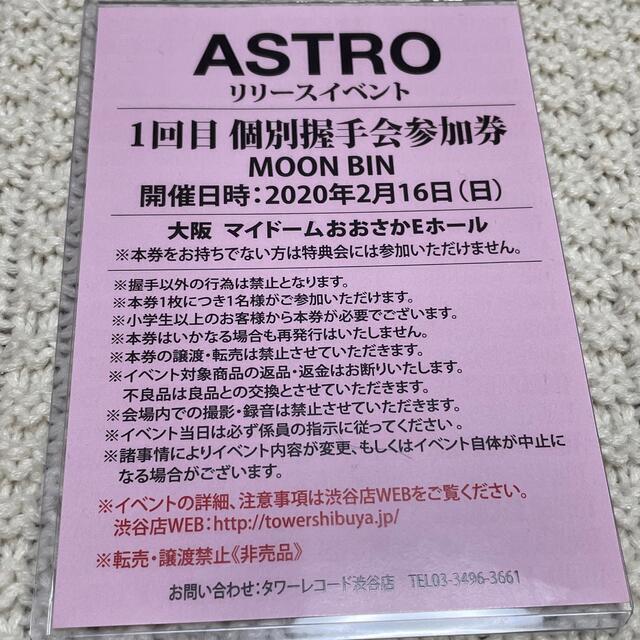 ASTRO
リリースイベント
1回目 個別握手会参加券
MOON BIN
開催日時：2020年2月16日（日）
大阪 マイドームおおさかEホール
※本券をお持ちでない方は特典会には参加いただけません。
※握手以外の行為は禁止となります。
※本券1枚につき1名様がご参加いただけます。
※小学生以上のお客様から本券が必要でございます。
※本券はいかなる場合も再発行はいたしません。
※本券の譲渡・転売は禁止させていただきます。
※イベント対象商品の返品・返金はお断りいたします。
不良品は良品との交換とさせていただきます。
※会場内での撮影・録音は禁止させていただきます。
※イベント当日は必ず係員の指示に従ってください 。
※諸事情によりイベント内容が変更、もしくはイベント自体が中止に
なる場合がございます。
※イベントの詳細、注意事項は渋谷店WEBをご覧ください。
渋谷店WEB：http://towershibuya.jp/
※転売・譲渡禁止《非売品》
お問い合わせ：タワーレコード渋谷店 TEL03-3496-3661